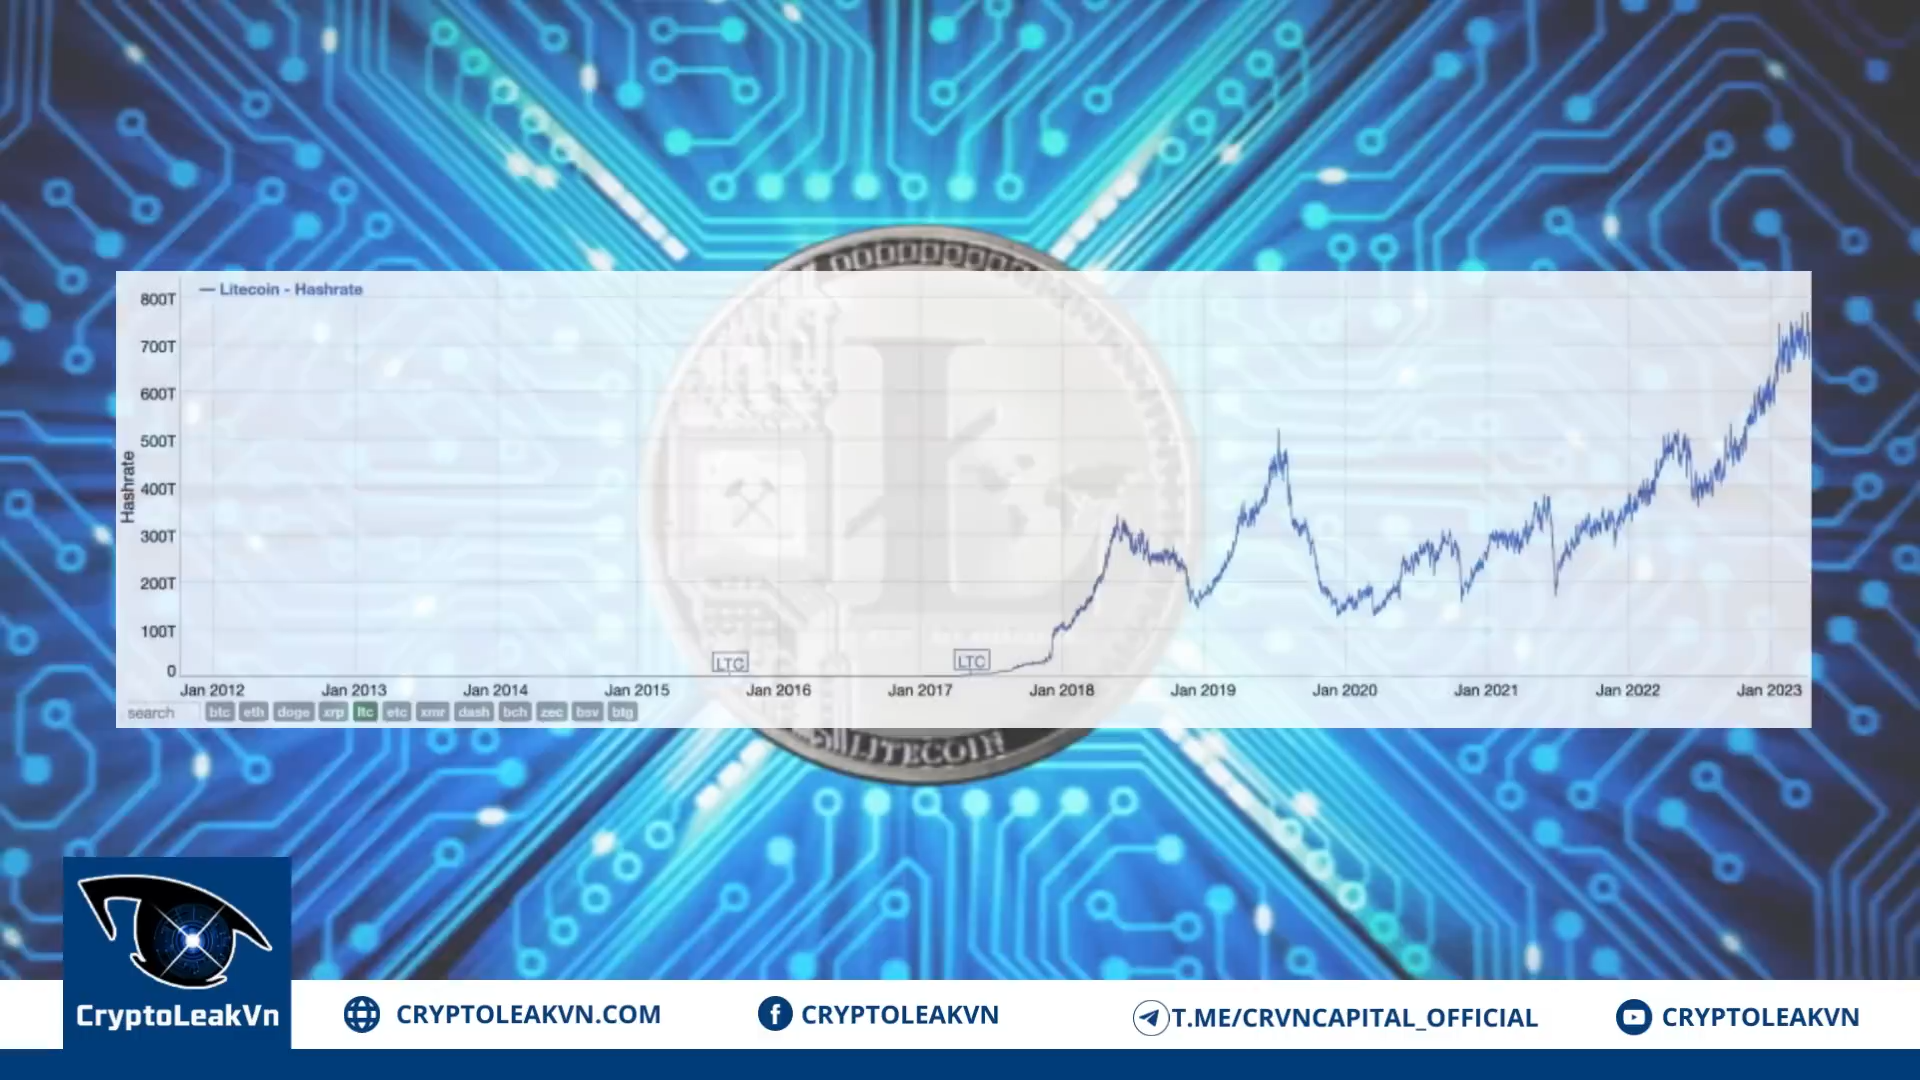 — Litecoin - Hashrate
800T
700T
600T
500T
400T
300T
200T
100T
0
Hashrate
LTC
LTC
Jan 2012 Jan 2013 Jan 2014 Jan 2015 Jan 2016 Jan 2017 Jan 2018 Jan 2019 Jan 2020 Jan 2021 Jan 2022 Jan 2023
search btc eth doge xrp ltc etc xmr dash bch zec bsv btg
LITECOIN
CryptoLeakVn
CRYPTOLEAKVN.COM
CRYPTOLEAKVN
T.ME/CRVNCAPITAL_OFFICIAL
CRYPTOLEAKVN